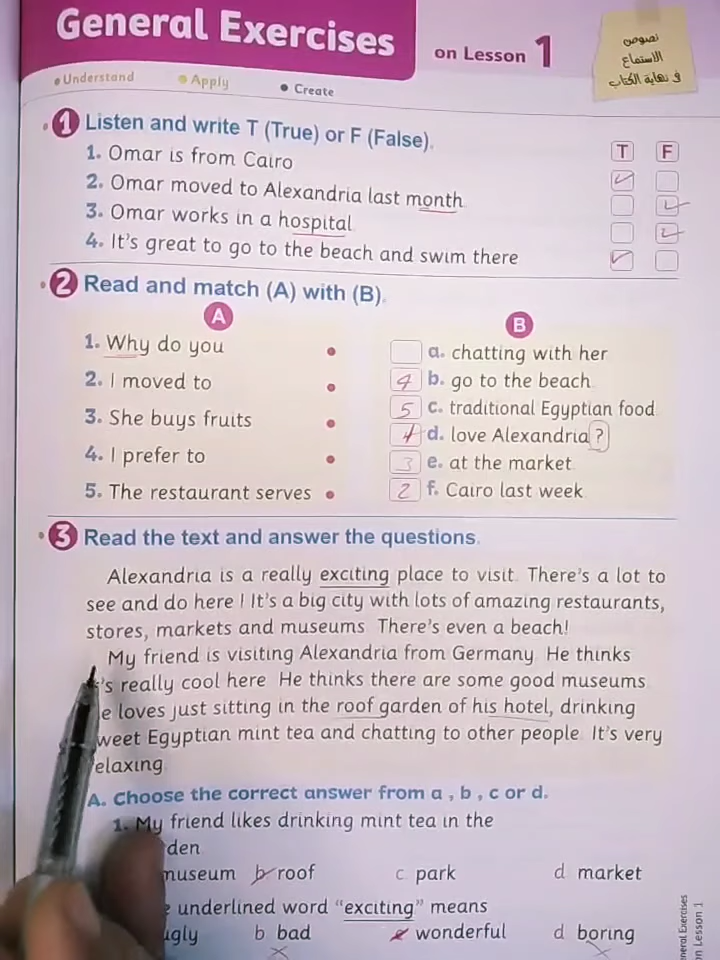 General Exercises on Lesson 1
نصوص
الاستماع
فى نهاية الكتاب
Understand Apply Create
1 Listen and write T (True) or F (False).
T F
1. Omar is from Cairo
2. Omar moved to Alexandria last month
3. Omar works in a hospital
4. It's great to go to the beach and swim there
2 Read and match (A) with (B).
A B
1. Why do you
a. chatting with her
2. I moved to
4 b. go to the beach
3. She buys fruits
5 c. traditional Egyptian food
4. I prefer to
d. love Alexandria?
3 e. at the market
5. The restaurant serves
2 f. Cairo last week
3 Read the text and answer the questions.
Alexandria is a really exciting place to visit. There's a lot to
see and do here! It's a big city with lots of amazing restaurants,
stores, markets and museums. There's even a beach!
My friend is visiting Alexandria from Germany. He thinks
's really cool here. He thinks there are some good museums
e loves just sitting in the roof garden of his hotel, drinking
weet Egyptian mint tea and chatting to other people. It's very
elaxing
A. Choose the correct answer from a , b , c or d.
1. My friend likes drinking mint tea in the
den
museum b roof c. park d market
e underlined word "exciting" means
ugly b bad c wonderful d boring
General Exercises
on Lesson 1